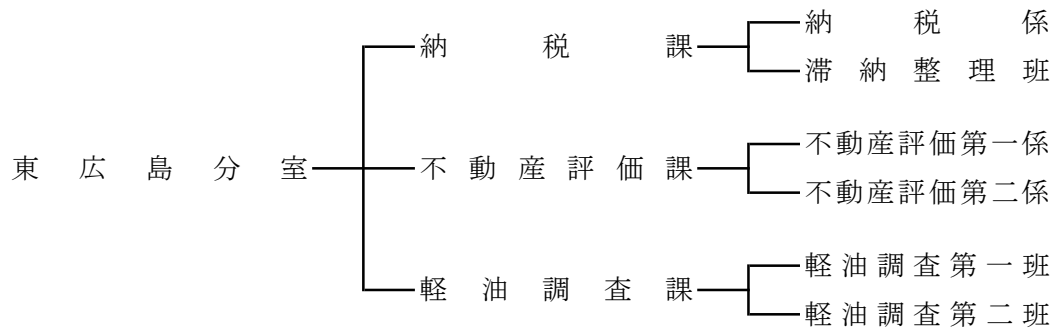 東広島分室
納税課
納税係
滞納整理班
不動産評価課
不動産評価第一係
不動産評価第二係
軽油調査課
軽油調査第一班
軽油調査第二班